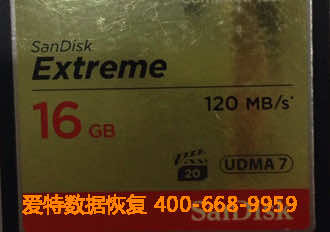 SanDisk
Extreme
120 MB/s*
16 GB
20
UDMA 7
爱特数据恢复 400-668-9959
SanDisk